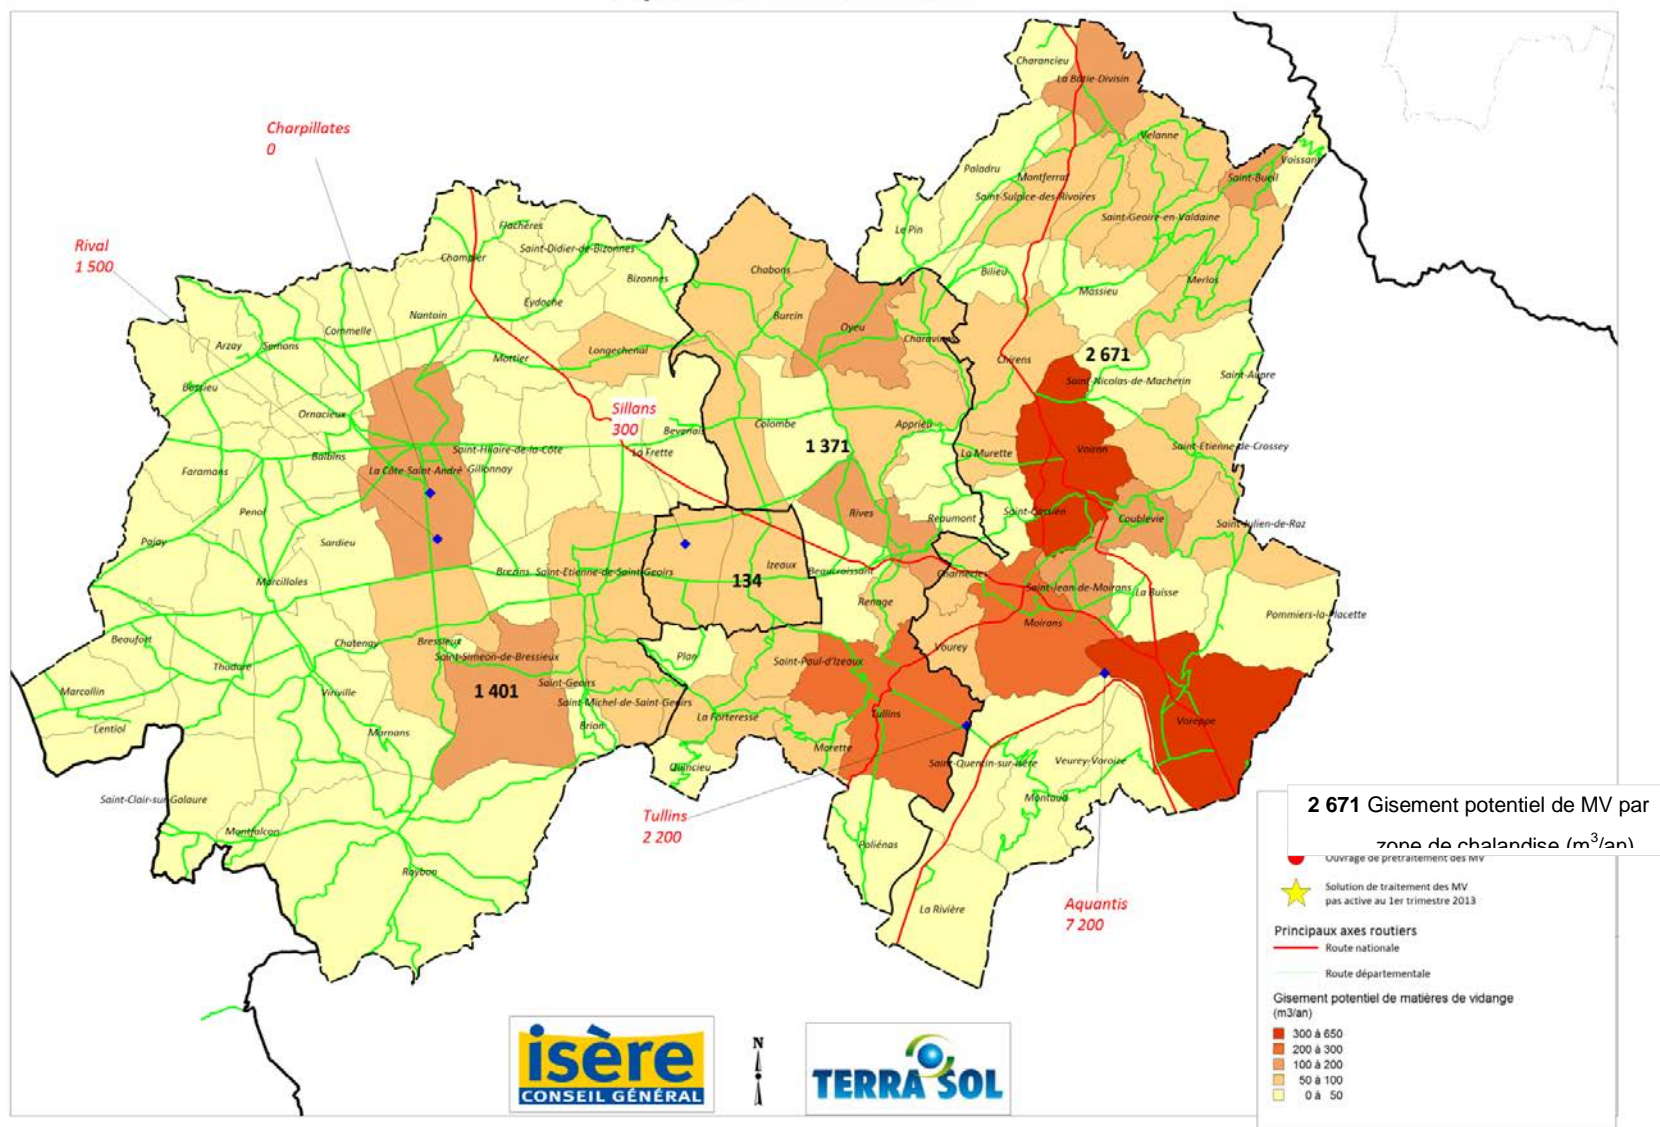 Charancieu
La Bâtie-Divisin
Charpillates
0
Velanne
Voissant
Paladru
Montferrat
Saint-Bueil
Saint-Sulpice-des-Rivoires
Saint-Geoire-en-Valdaine
Flachères
Le Pin
Rival
1 500
Saint-Didier-de-Bizonnes
Champier
Bizonnes
Chabons
Bilieu
Merlas
Massieu
Eydoche
Nantoin
Burcin
Oyeu
Commelle
Charavines
Arzay
Semons
Mottier
Longechenal
Chirens
2 671
Saint-Nicolas-de-Macherin
Saint-Aupre
Bossieu
Ornacieux
Sillans
300
Colombe
Apprieu
Bevenais
1 371
Saint-Hilaire-de-la-Côte
La Frette
La Murette
Voiron
Saint-Etienne-de-Crossey
Balbins
Faramans
La Côte-Saint-André
Gillonnay
Penol
Rives
Reaumont
Saint-Cassien
Coublevie
Saint-Julien-de-Raz
Pajay
Sardieu
Izeaux
Beaucroissant
Charnècles
Brezins
Saint-Etienne-de-Saint-Geoirs
134
Marcilloles
Saint-Jean-de-Moirans
La Buisse
Renage
Moirans
Pommiers-la-Placette
Beaufort
Chatenay
Bressieux
Vourey
Plan
Saint-Simeon-de-Bressieux
Saint-Paul-d'Izeaux
Thodure
Marcollin
Viriville
1 401
Saint-Geoirs
Saint-Michel-de-Saint-Geoirs
La Forteresse
Tullins
Voreppe
Lentiol
Marnans
Brion
Morette
Quincieu
Saint-Quentin-sur-Isère
Veurey-Voroize
Saint-Clair-sur-Galaure
Montaud
Tullins
2 200
Montfalcon
Poliénas
Roybon
La Rivière
Aquantis
7 200
2 671 Gisement potentiel de MV par
zone de chalandise (m³/an)
Ouvrage de prétraitement des MV
Solution de traitement des MV
pas active au 1er trimestre 2013
Principaux axes routiers
Route nationale
Route départementale
Gisement potentiel de matières de vidange
(m3/an)
300 à 650
200 à 300
100 à 200
50 à 100
0 à 50
isère
CONSEIL GÉNÉRAL
N
TERRA SOL